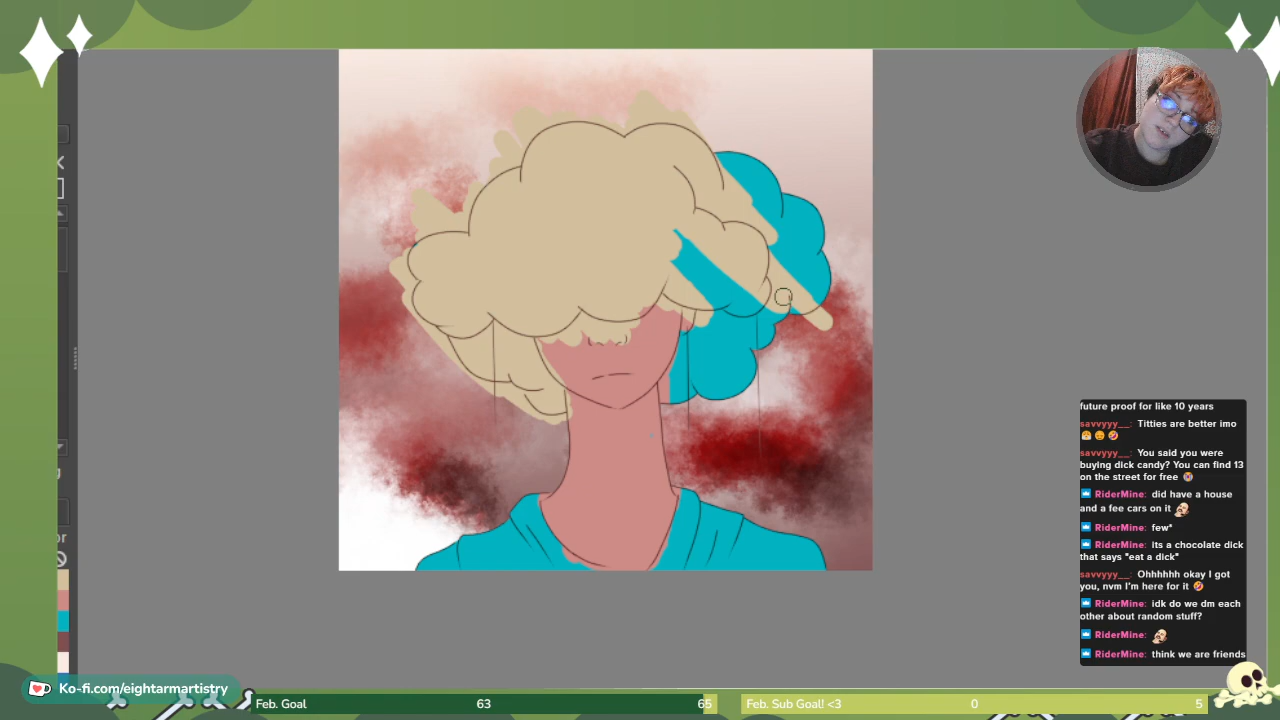 future proof for like 10 years
savvyyy__: Titties are better imo
😤 😊 🤣
savvyyy__: You said you were
buying dick candy? You can find 13
on the street for free
RiderMine: did have a house
and a fee cars on it
RiderMine: few*
RiderMine: Its a chocolate dick
that says "eat a dick"
savvyyy__: Ohhhhhh okay I got
you, nvm I'm here for it 🤣
RiderMine: idk do we dm each
other about random stuff?
RiderMine:
RiderMine: think we are friends
Ko-fi.com/eightarmartistry
Feb. Goal 63 65
Feb. Sub Goal! <3 0 5